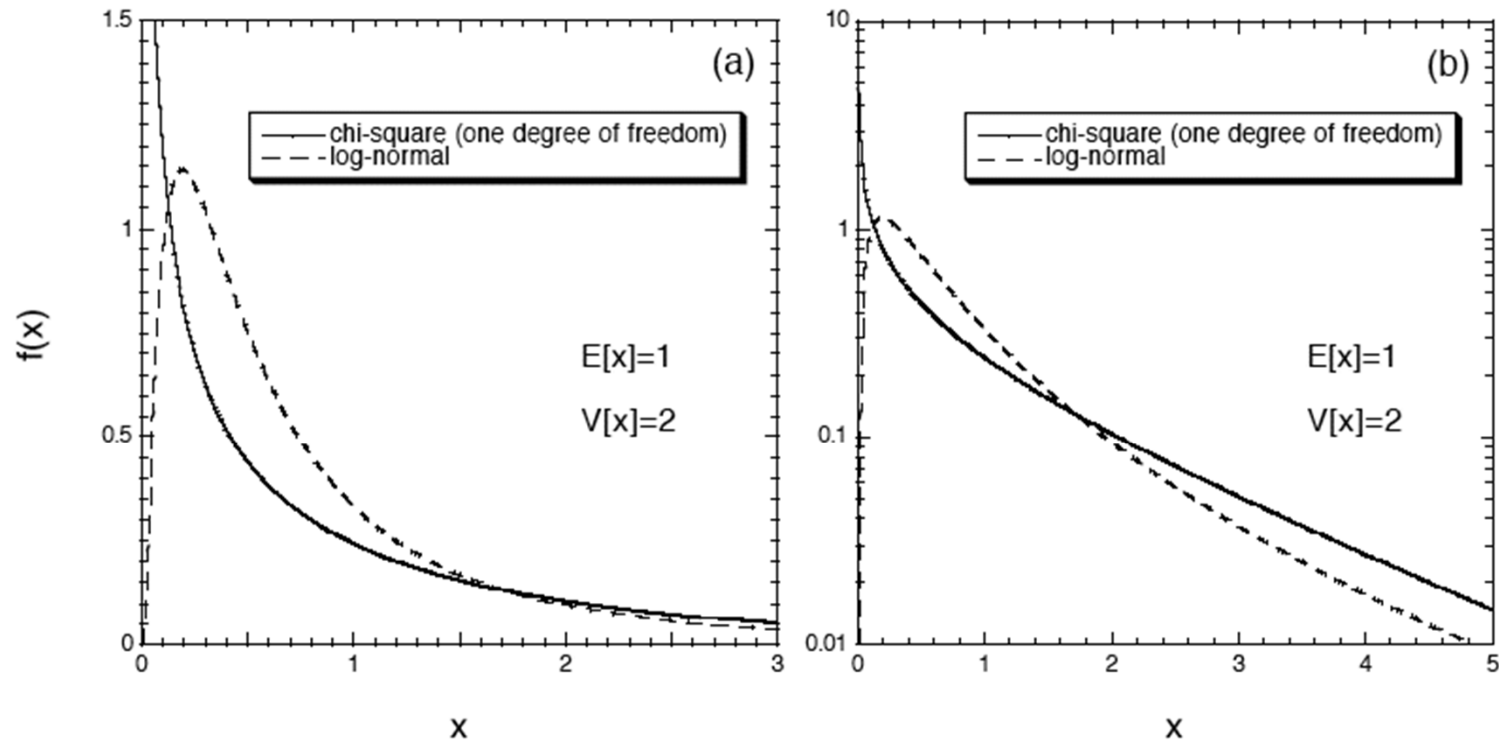 1.5
1
0.5
0
0
1
2
3
f(x)
x
(a)
chi-square (one degree of freedom)
log-normal
E[x]=1
V[x]=2
10
1
0.1
0.01
0
1
2
3
4
5
x
(b)
chi-square (one degree of freedom)
log-normal
E[x]=1
V[x]=2